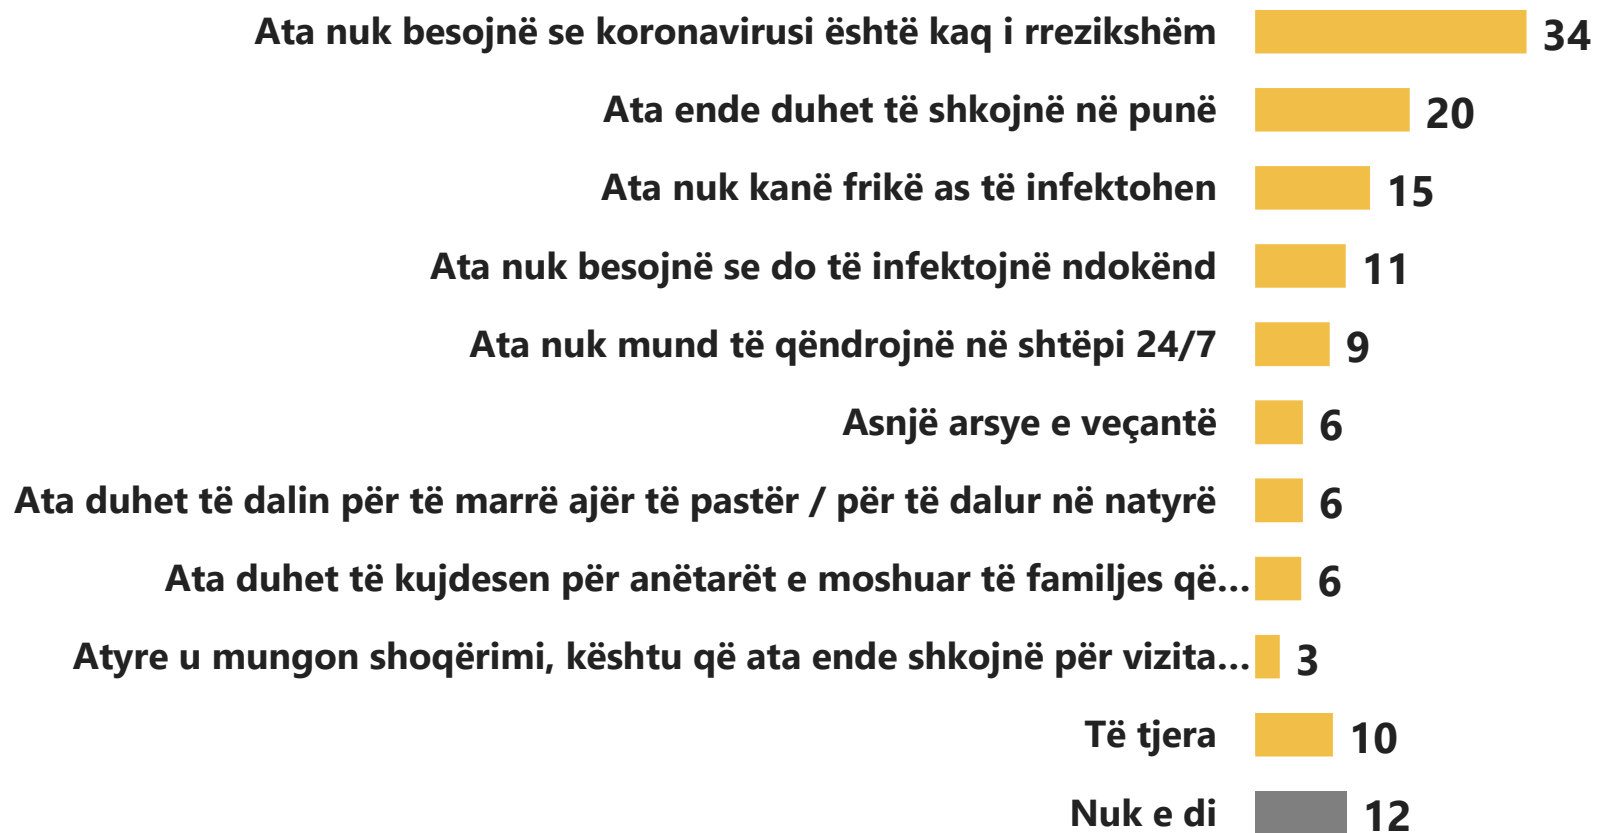 Ata nuk besojnë se koronavirusi është kaq i rrezikshëm 34
Ata ende duhet të shkojnë në punë 20
Ata nuk kanë frikë as të infektohen 15
Ata nuk besojnë se do të infektojnë ndokënd 11
Ata nuk mund të qëndrojnë në shtëpi 24/7 9
Asnjë arsye e veçantë 6
Ata duhet të dalin për të marrë ajër të pastër / për të dalur në natyrë 6
Ata duhet të kujdesen për anëtarët e moshuar të familjes që... 6
Atyre u mungon shoqërimi, kështu që ata ende shkojnë për vizita... 3
Të tjera 10
Nuk e di 12